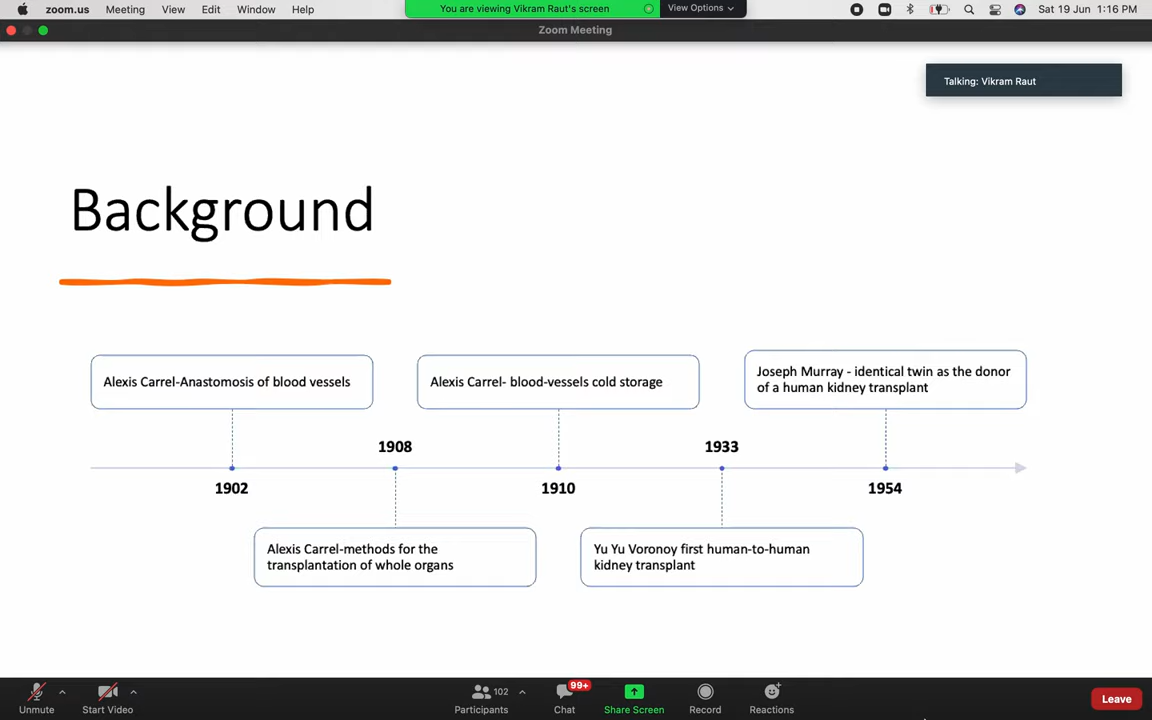 zoom.us Meeting View Edit Window Help
You are viewing Vikram Raut's screen View Options
Sat 19 Jun 1:16 PM
Zoom Meeting
Talking: Vikram Raut
Background
Alexis Carrel-Anastomosis of blood vessels
Alexis Carrel- blood-vessels cold storage
Joseph Murray - identical twin as the donor
of a human kidney transplant
1908
1933
1902
1910
1954
Alexis Carrel-methods for the
transplantation of whole organs
Yu Yu Voronoy first human-to-human
kidney transplant
Unmute
Start Video
102
Participants
99+
Chat
Share Screen
Record
Reactions
Leave